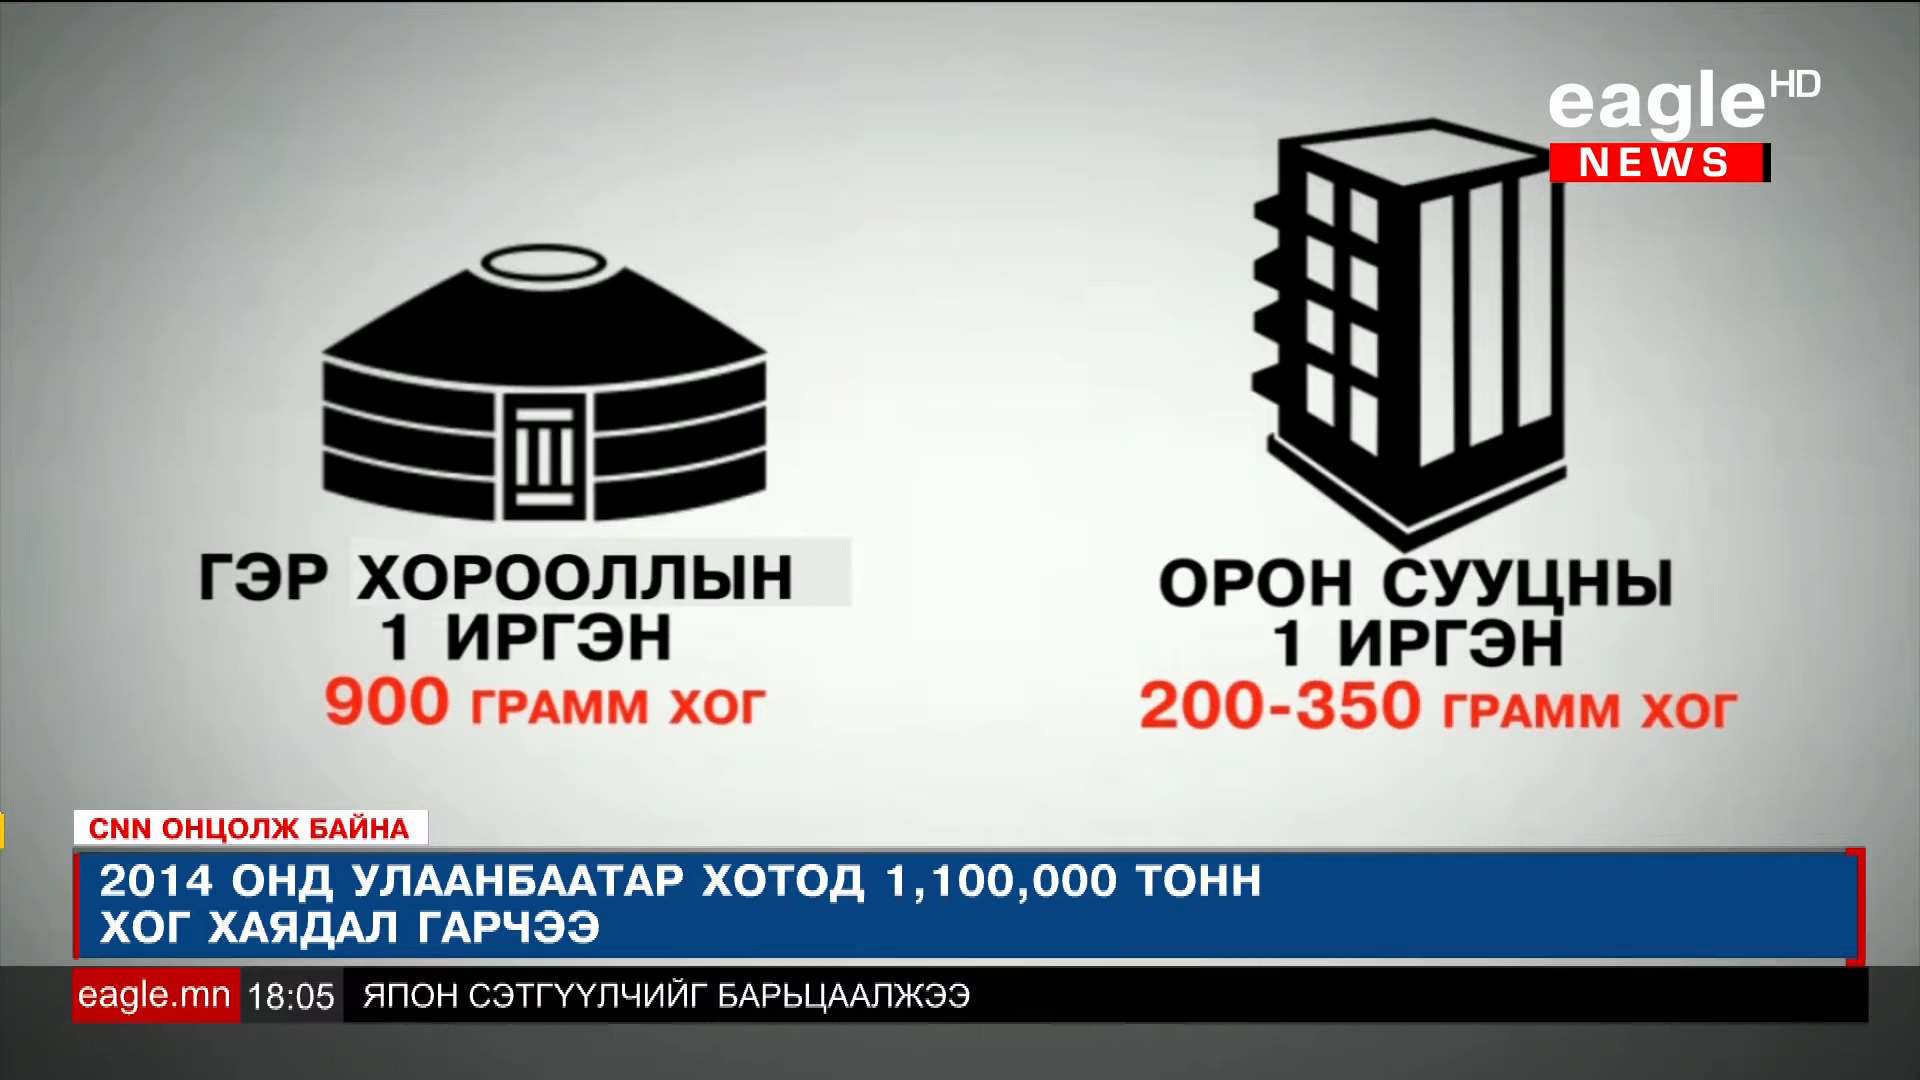 eagle HD
NEWS
ГЭР ХОРООЛЛЫН
1 ИРГЭН
900 ГРАММ ХОГ
ОРОН СУУЦНЫ
1 ИРГЭН
200-350 ГРАММ ХОГ
CNN ОНЦОЛЖ БАЙНА
2014 ОНД УЛААНБААТАР ХОТОД 1,100,000 ТОНН
ХОГ ХАЯДАЛ ГАРЧЭЭ
eagle.mn 18:05 ЯПОН СЭТГҮҮЛЧИЙГ БАРЬЦААЛЖЭЭ